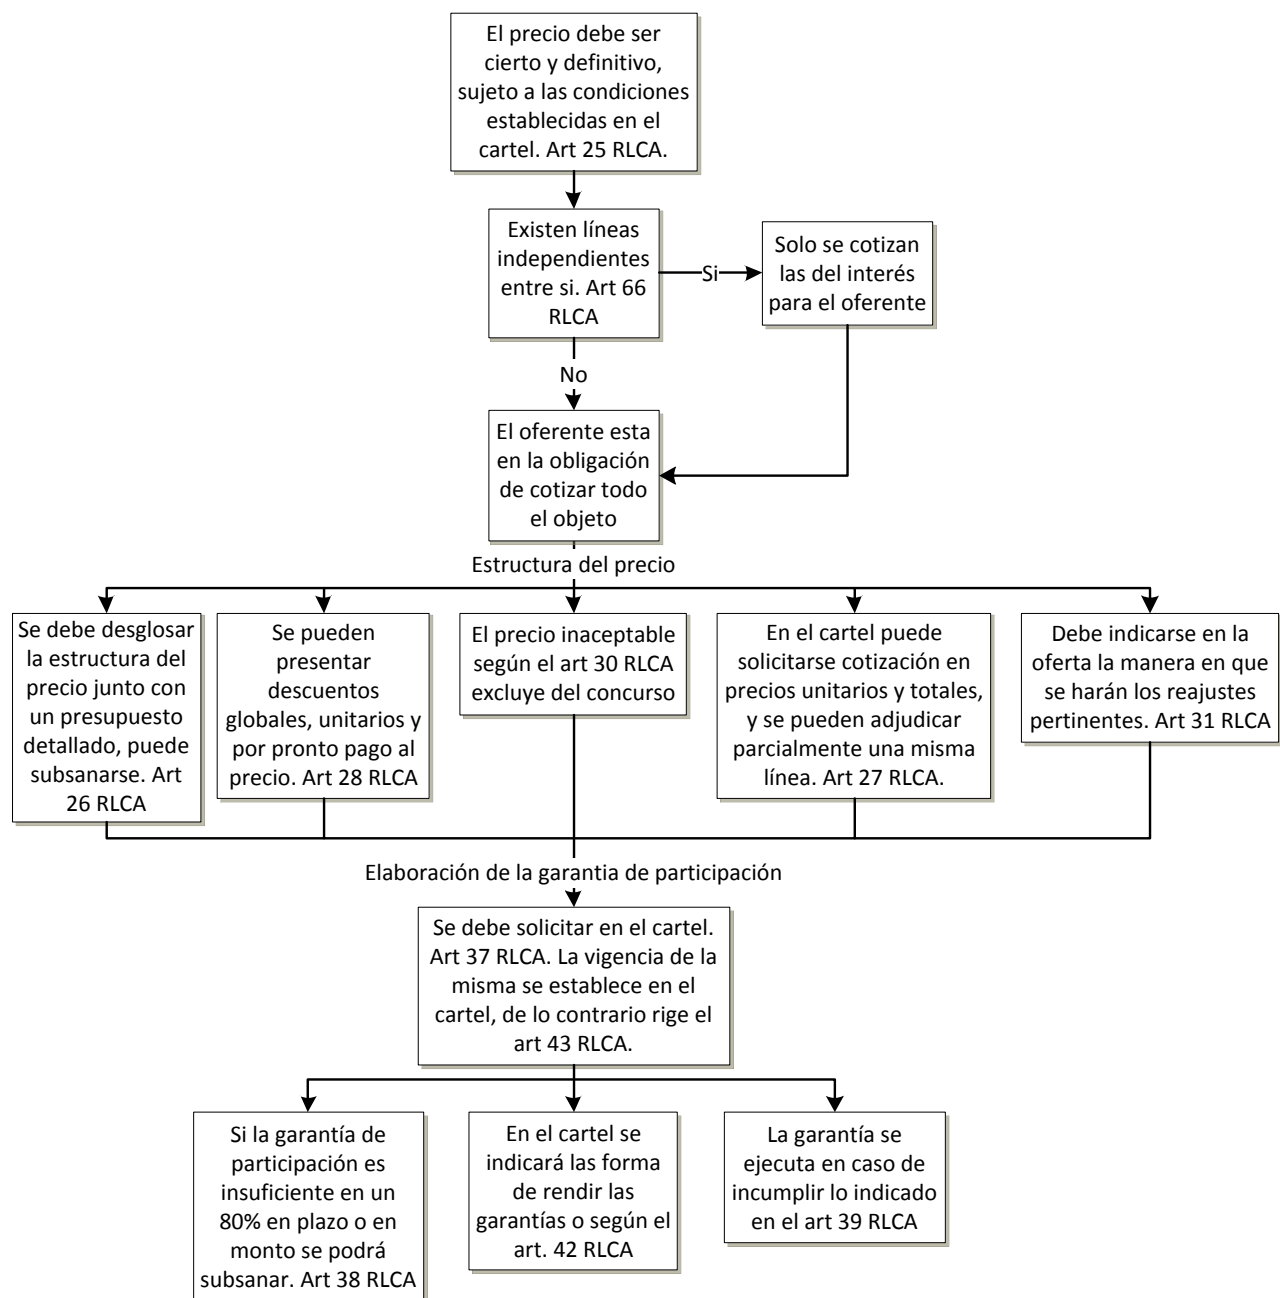 El precio debe ser
cierto y definitivo,
sujeto a las condiciones
establecidas en el
cartel. Art 25 RLCA.
Existen líneas
independientes
entre si. Art 66
RLCA
Si
Solo se cotizan
las del interés
para el oferente
No
El oferente esta
en la obligación
de cotizar todo
el objeto
Estructura del precio
Se debe desglosar
la estructura del
precio junto con
un presupuesto
detallado, puede
subsanarse. Art
26 RLCA
Se pueden
presentar
descuentos
globales, unitarios y
por pronto pago al
precio. Art 28 RLCA
El precio inaceptable
según el art 30 RLCA
excluye del concurso
En el cartel puede
solicitarse cotización en
precios unitarios y totales,
y se pueden adjudicar
parcialmente una misma
línea. Art 27 RLCA.
Debe indicarse en la
oferta la manera en que
se harán los reajustes
pertinentes. Art 31 RLCA
Elaboración de la garantia de participación
Se debe solicitar en el cartel.
Art 37 RLCA. La vigencia de la
misma se establece en el
cartel, de lo contrario rige el
art 43 RLCA.
Si la garantía de
participación es
insuficiente en un
80% en plazo o en
monto se podrá
subsanar. Art 38 RLCA
En el cartel se
indicará las forma
de rendir las
garantías o según el
art. 42 RLCA
La garantía se
ejecuta en caso de
incumplir lo indicado
en el art 39 RLCA